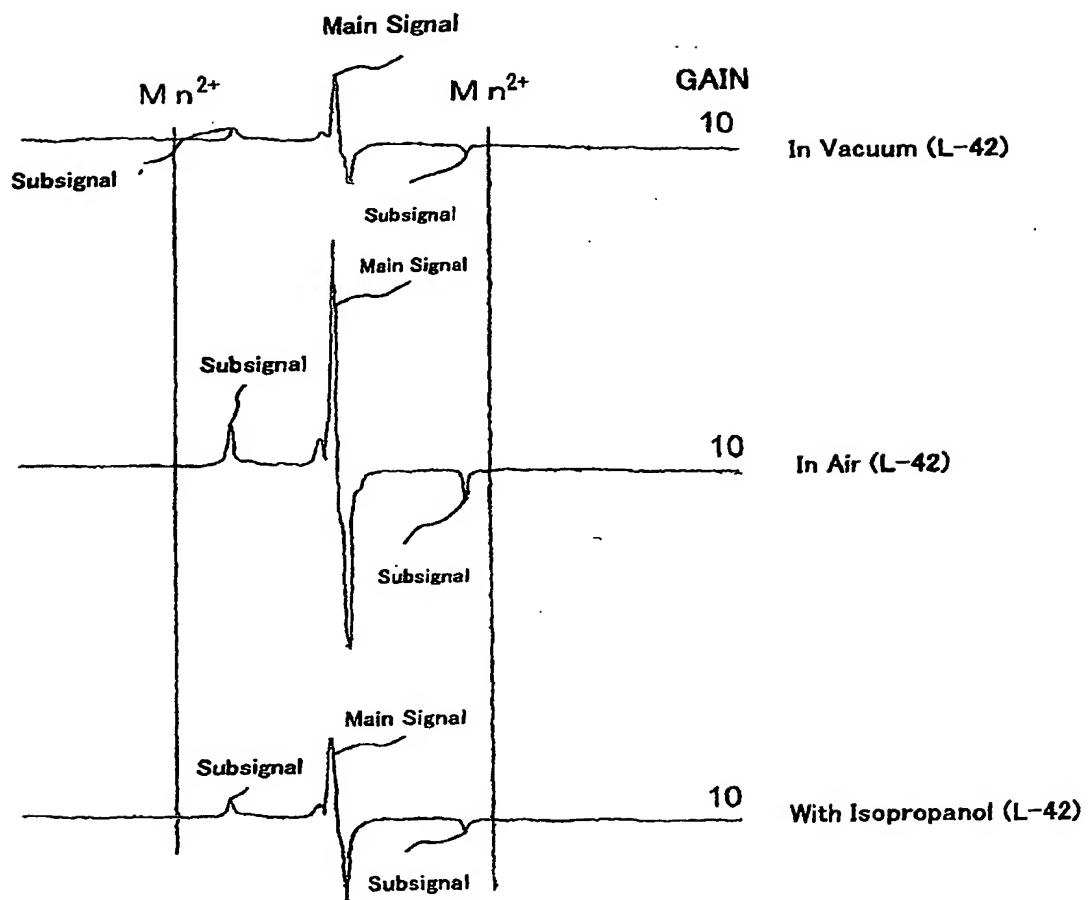 Main Signal
Mn²⁺
Mn²⁺
GAIN
10
In Vacuum (L-42)
Subsignal
Subsignal
Main Signal
Subsignal
10
In Air (L-42)
Subsignal
Main Signal
Subsignal
10
With Isopropanol (L-42)
Subsignal